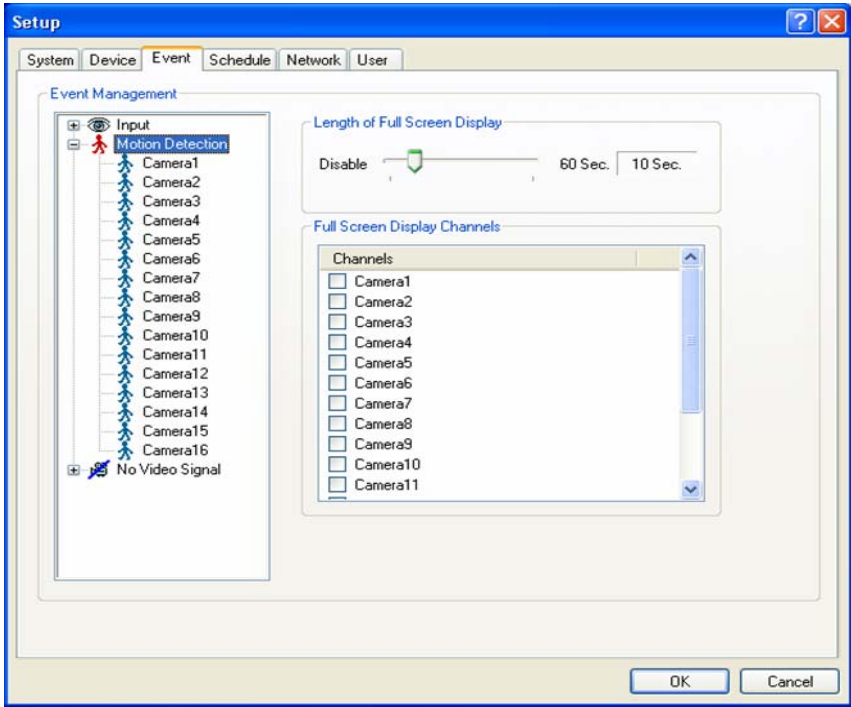 Setup
System Device Event Schedule Network User
Event Management
Input
Motion Detection
Camera1
Camera2
Camera3
Camera4
Camera5
Camera6
Camera7
Camera8
Camera9
Camera10
Camera11
Camera12
Camera13
Camera14
Camera15
Camera16
No Video Signal
Length of Full Screen Display
Disable 60 Sec. 10 Sec.
Full Screen Display Channels
Channels
Camera1
Camera2
Camera3
Camera4
Camera5
Camera6
Camera7
Camera8
Camera9
Camera10
Camera11
OK Cancel